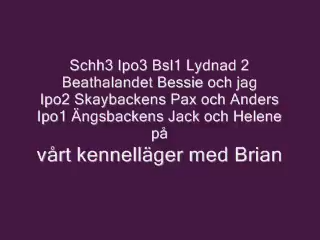 Schh3 Ipo3 Bsl1 Lydnad 2
Beathalandet Bessie och jag
Ipo2 Skaybackens Pax och Anders
Ipo1 Ängsbackens Jack och Helene
på
vårt kennelläger med Brian